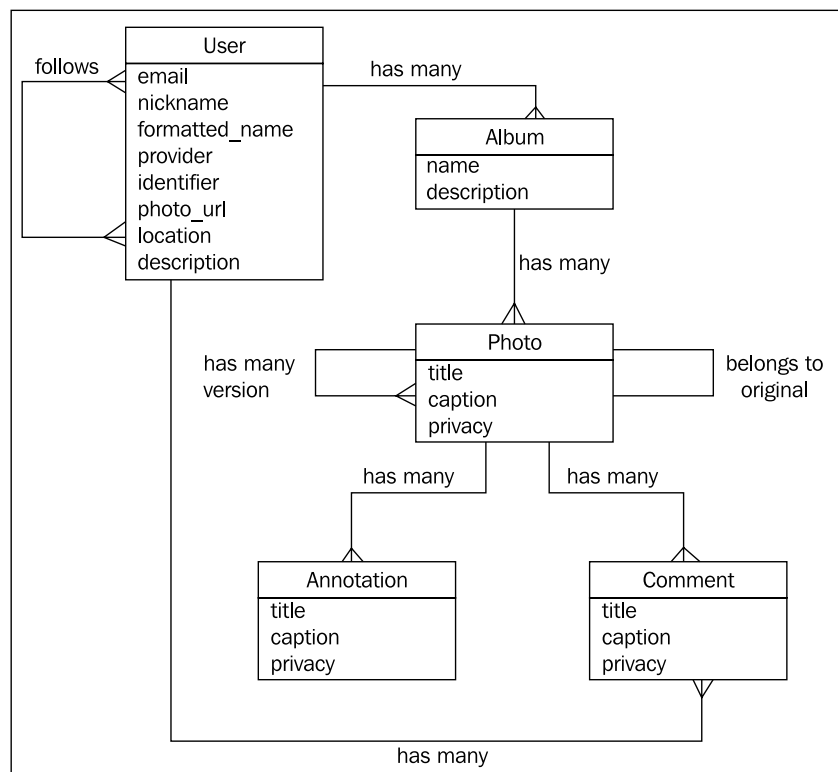 User
follows
email
nickname
formatted_name
provider
identifier
photo_url
location
description
has many
Album
name
description
has many
Photo
title
caption
privacy
has many
version
belongs to
original
has many
has many
Annotation
title
caption
privacy
Comment
title
caption
privacy
has many